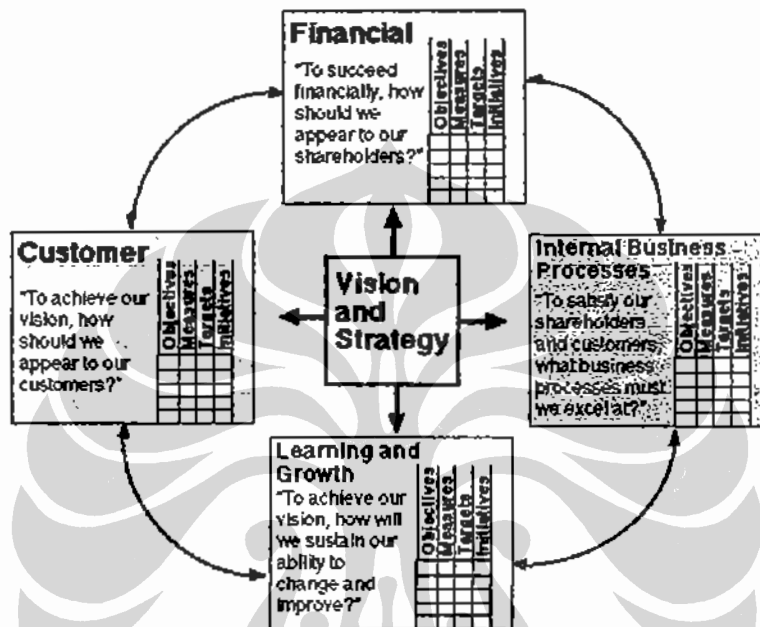 Financial
"To succeed
financially, how
should we
appear to our
shareholders?"
Objectives
Measures
Targets
Initiatives
Customer
"To achieve our
vision, how
should we
appear to our
customers?"
Objectives
Measures
Targets
Initiatives
Vision
and
Strategy
Internal Business
Processes
"To satisfy our
shareholders
and customers,
what business
processes must
we excel at?"
Objectives
Measures
Targets
Initiatives
Learning and
Growth
"To achieve our
vision, how will
we sustain our
ability to
change and
improve?"
Objectives
Measures
Targets
Initiatives